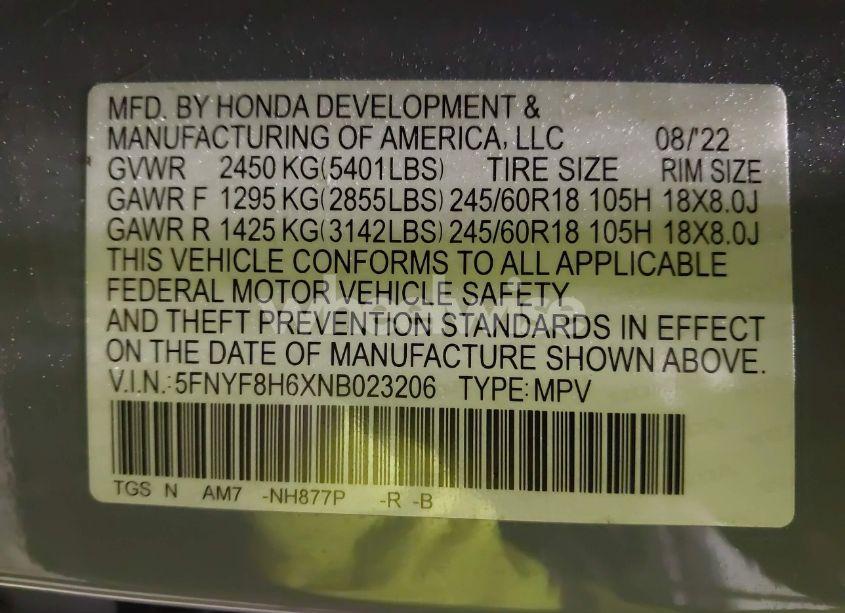 MFD. BY HONDA DEVELOPMENT &
MANUFACTURING OF AMERICA, LLC 08/'22
GVWR 2450 KG(5401LBS) TIRE SIZE RIM SIZE
GAWR F 1295 KG(2855LBS) 245/60R18 105H 18X8.0J
GAWR R 1425 KG(3142LBS) 245/60R18 105H 18X8.0J
THIS VEHICLE CONFORMS TO ALL APPLICABLE
FEDERAL MOTOR VEHICLE SAFETY
AND THEFT PREVENTION STANDARDS IN EFFECT
ON THE DATE OF MANUFACTURE SHOWN ABOVE.
V.I.N.:5FNYF8H6XNB023206 TYPE:MPV
TGS N AM7 -NH877P -R -B